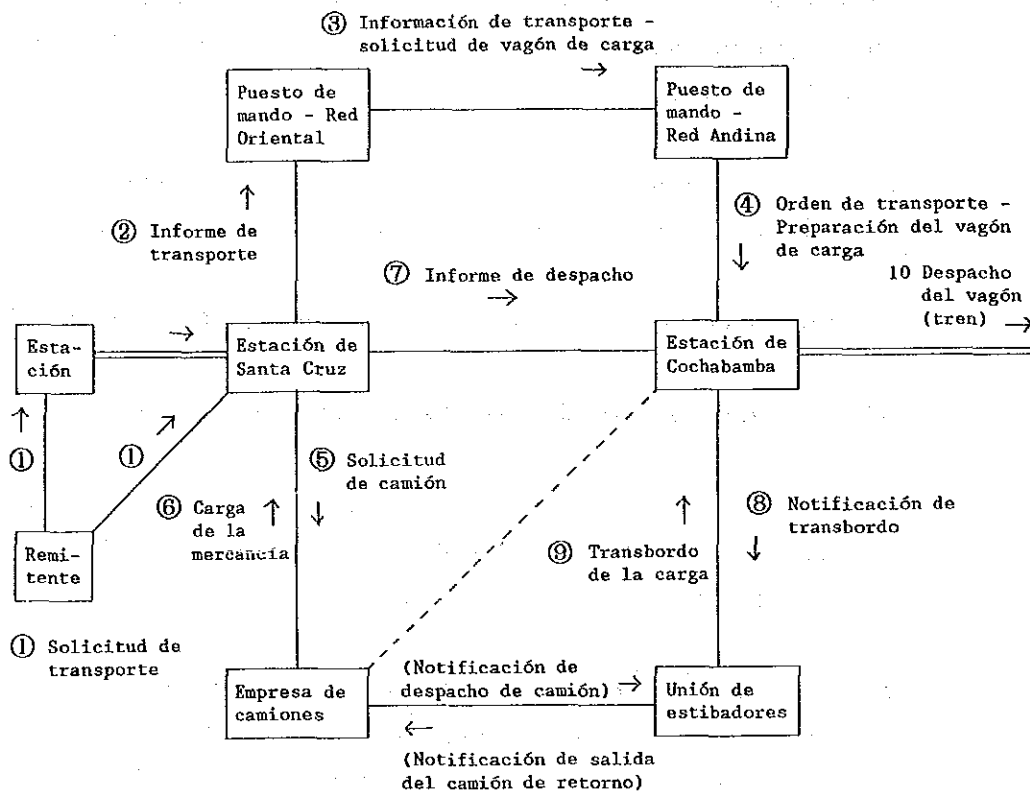 ③ Información de transporte -
solicitud de vagón de carga
→
Puesto de
mando - Red
Oriental
Puesto de
mando -
Red Andina
↑
② Informe de
transporte
④ Orden de transporte -
Preparación del vagón
↓ de carga
⑦ Informe de despacho
→
10 Despacho
del vagón
(tren) →
→
Esta-
ción
Estación de
Santa Cruz
Estación de
Cochabamba
↑
①
↗
①
⑤ Solicitud
de camión
↓
⑥ Carga ↑
de la
mercancía
⑧ Notificación de
transbordo
↓
↑
⑨ Transbordo
de la carga
Remi-
tente
① Solicitud de
transporte
Empresa de
camiones
(Notificación de
despacho de camión) →
Unión de
estibadores
←
(Notificación de salida
del camión de retorno)